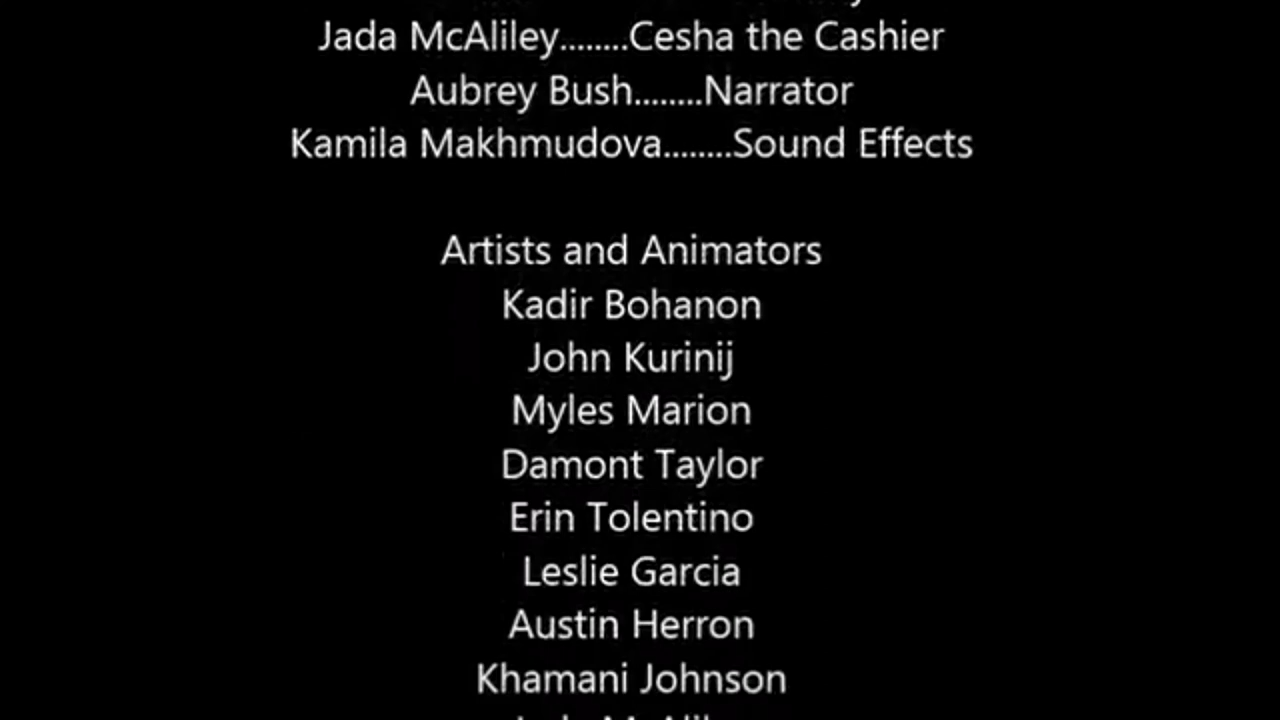 Jada McAliley........Cesha the Cashier
Aubrey Bush........Narrator
Kamila Makhmudova........Sound Effects
Artists and Animators
Kadir Bohanon
John Kurinij
Myles Marion
Damont Taylor
Erin Tolentino
Leslie Garcia
Austin Herron
Khamani Johnson